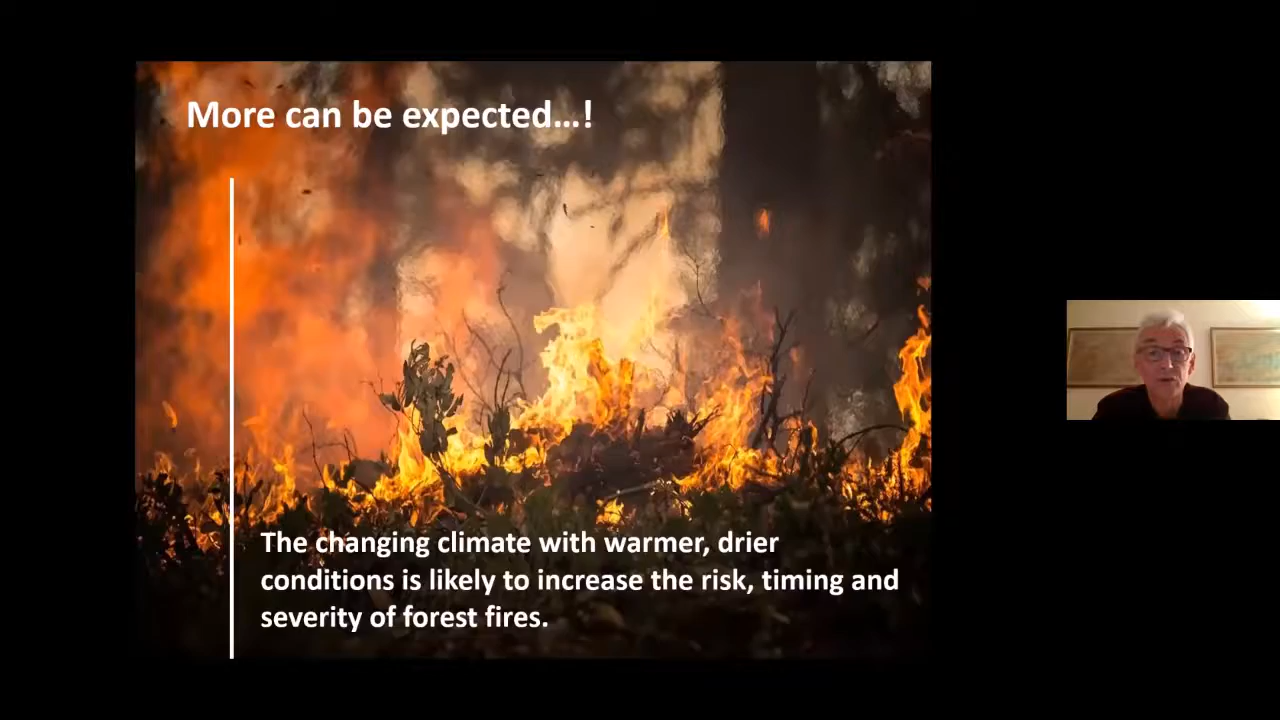 More can be expected...!
The changing climate with warmer, drier
conditions is likely to increase the risk, timing and
severity of forest fires.